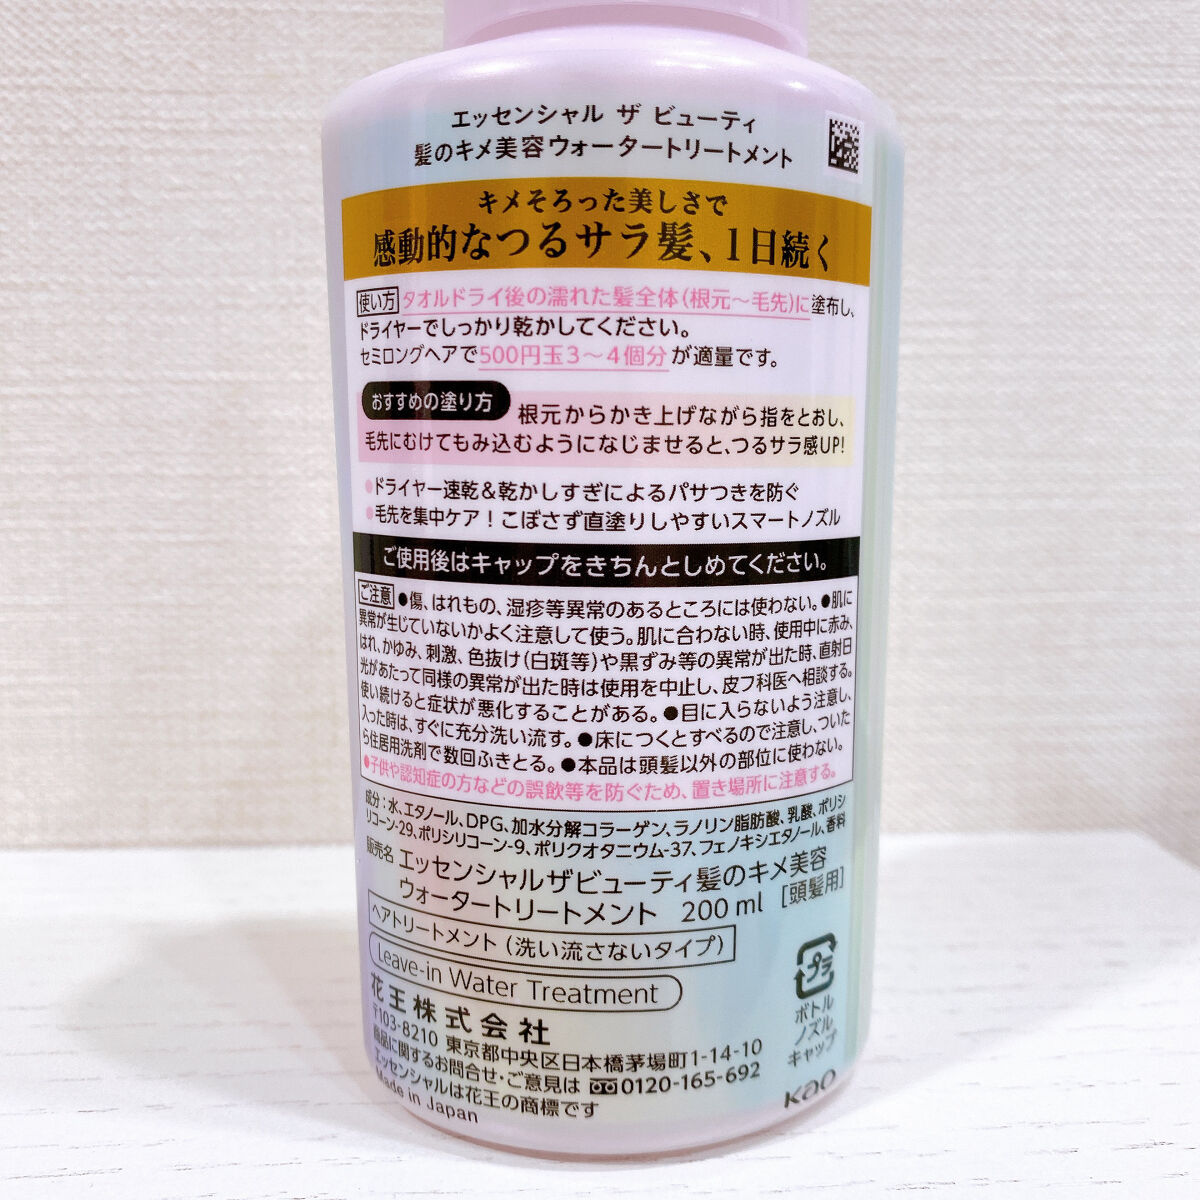 エッセンシャル ザ ビューティ
髪のキメ美容ウォータートリートメント
キメそろった美しさで
感動的なつるサラ髪、1日続く
使い方 タオルドライ後の濡れた髪全体(根元～毛先)に塗布し、
ドライヤーでしっかり乾かしてください。
セミロングヘアで500円玉3～4個分が適量です。
おすすめの塗り方 根元からかき上げながら指をとおし、
毛先にむけてもみ込むようになじませると、つるサラ感UP!
●ドライヤー速乾&乾かしすぎによるパサつきを防ぐ
●毛先を集中ケア！こぼさず直塗りしやすいスマートノズル
ご使用後はキャップをきちんとしめてください。
ご注意 ●傷、はれもの、湿疹等異常のあるところには使わない。●肌に
異常が生じていないかよく注意して使う。肌に合わない時、使用中に赤み、
はれ、かゆみ、刺激、色抜け(白斑等)や黒ずみ等の異常が出た時、直射日
光があたって同様の異常が出た時は使用を中止し、皮フ科医へ相談する。
使い続けると症状が悪化することがある。●目に入らないよう注意し、
入った時は、すぐに充分洗い流す。●床につくとすべるので注意し、ついた
ら住居用洗剤で数回ふきとる。●本品は頭髪以外の部位に使わない。
●子供や認知症の方などの誤飲等を防ぐため、置き場所に注意する。
成分：水、エタノール、DPG、加水分解コラーゲン、ラノリン脂肪酸、乳酸、ポリシ
リコーン-29、ポリシリコーン-9、ポリクオタニウム-37、フェノキシエタノール、香料
販売名 エッセンシャルザビューティ髪のキメ美容
ウォータートリートメント 200ml [頭髪用]
ヘアトリートメント (洗い流さないタイプ)
Leave-in Water Treatment
花王株式会社
〒103-8210 東京都中央区日本橋茅場町1-14-10
商品に関するお問合せ・ご意見は 0120-165-692
エッセンシャルは花王の商標です
Made in Japan
プラ
ボトル
ノズル
キャップ
Kao